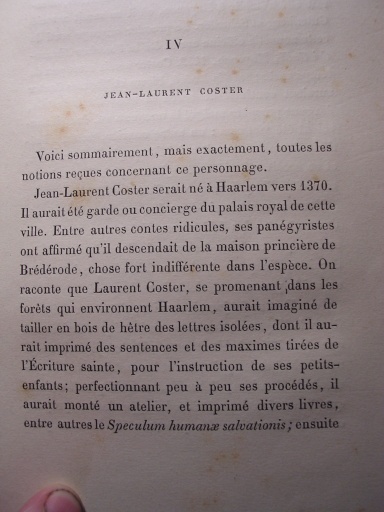 IV
JEAN-LAURENT COSTER
Voici sommairement, mais exactement, toutes les
notions reçues concernant ce personnage.
Jean-Laurent Coster serait né à Haarlem vers 1370.
Il aurait été garde ou concierge du palais royal de cette
ville. Entre autres contes ridicules, ses panégyristes
ont affirmé qu'il descendait de la maison princière de
Brédérode, chose fort indifférente dans l'espèce. On
raconte que Laurent Coster, se promenant dans les
forêts qui environnent Haarlem, aurait imaginé de
tailler en bois de hêtre des lettres isolées, dont il au-
rait imprimé des sentences et des maximes tirées de
l'Écriture sainte, pour l'instruction de ses petits-
enfants; perfectionnant peu à peu ses procédés, il
aurait monté un atelier, et imprimé divers livres,
entre autres le Speculum humanæ salvationis; ensuite